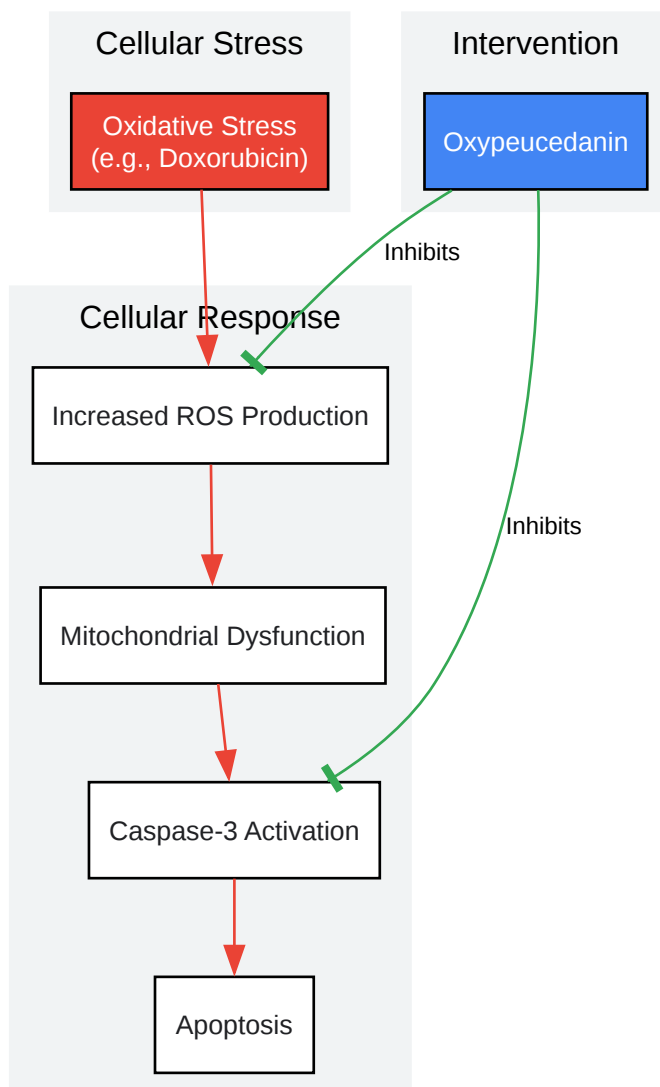 Cellular Stress
Intervention
Oxidative Stress
(e.g., Doxorubicin)
Oxypeucedanin
Inhibits
Cellular Response
Increased ROS Production
Inhibits
Mitochondrial Dysfunction
Caspase-3 Activation
Apoptosis